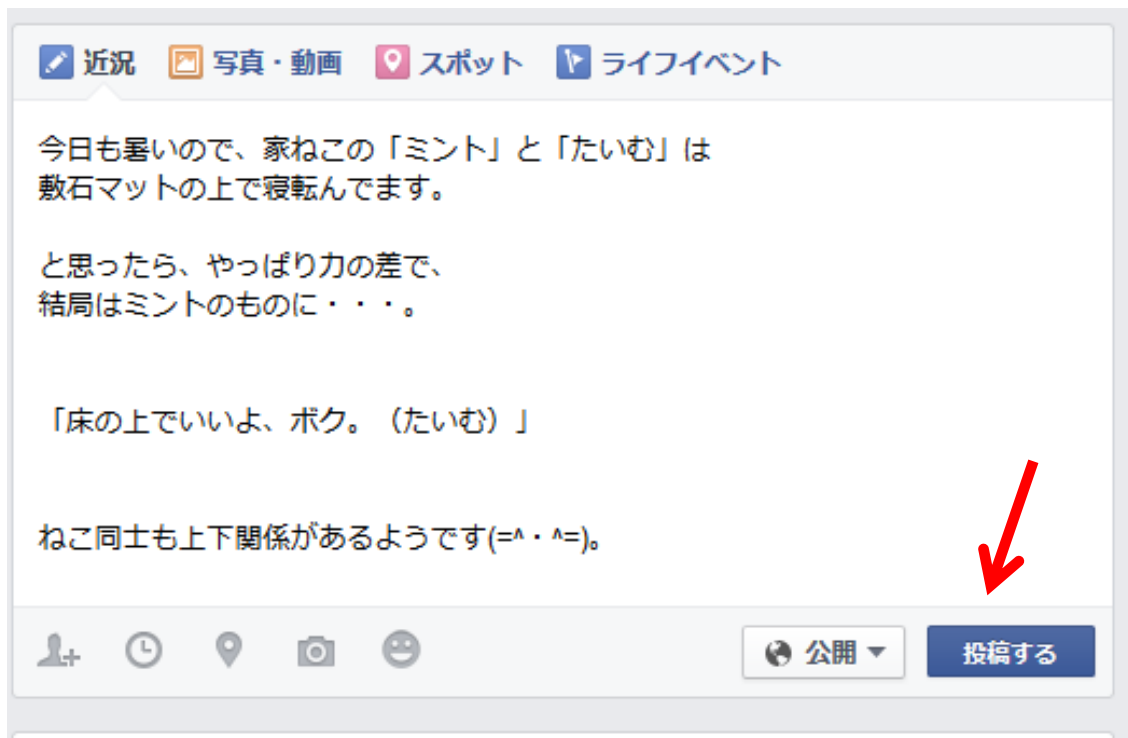 近況 写真・動画 スポット ライフイベント
今日も暑いので、家ねこの「ミント」と「たいむ」は
敷石マットの上で寝転んでます。
と思ったら、やっぱり力の差で、
結局はミントのものに・・・。
「床の上でいいよ、ボク。（たいむ）」
ねこ同士も上下関係があるようです(=^・^=)。
公開 投稿する